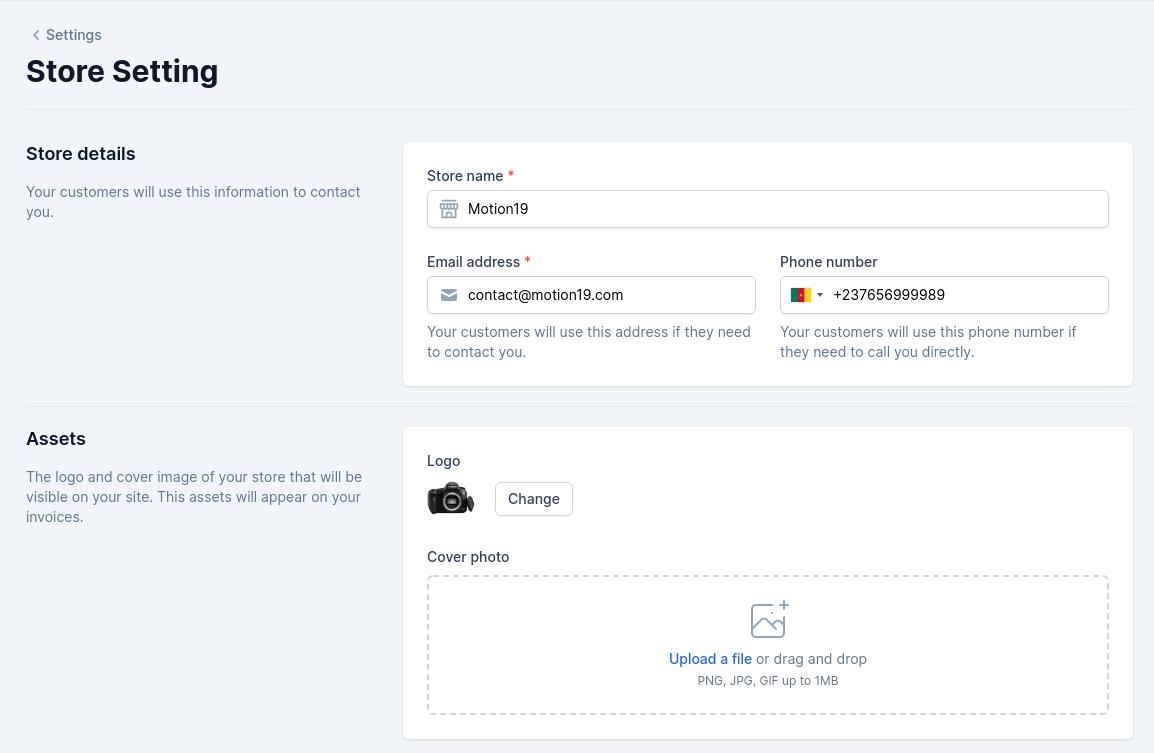 Settings
Store Setting
Store details
Your customers will use this information to contact
you.
Store name *
Motion19
Email address *
contact@motion19.com
Your customers will use this address if they need
to contact you.
Phone number
+237656999989
Your customers will use this phone number if
they need to call you directly.
Assets
The logo and cover image of your store that will be
visible on your site. This assets will appear on your
invoices.
Logo
Change
Cover photo
Upload a file or drag and drop
PNG, JPG, GIF up to 1MB